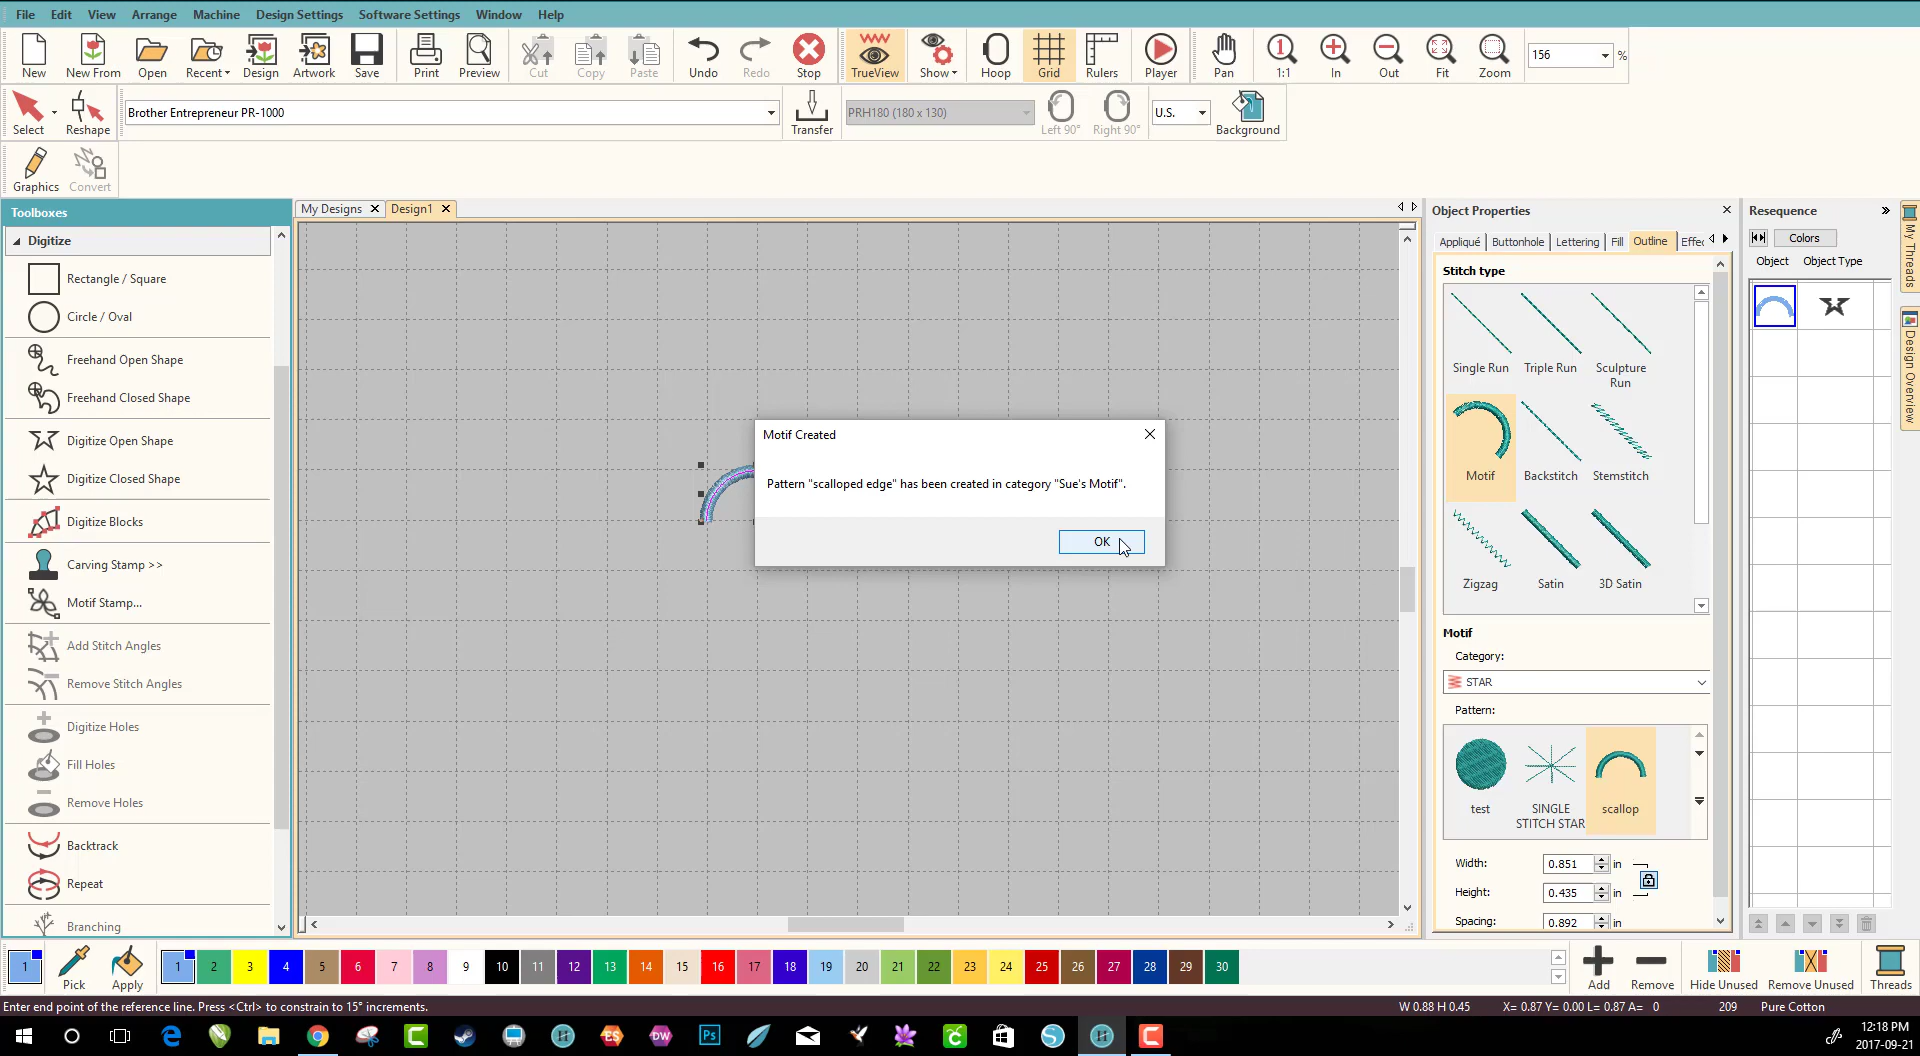 File Edit View Arrange Machine Design Settings Software Settings Window Help
New New From Open Recent Design Artwork Save Print Preview Cut Copy Paste Undo Redo Stop TrueView Show Hoop Grid Rulers Player Pan 1:1 In Out Fit Zoom 156 %
Select Reshape Brother Entrepreneur PR-1000 Transfer PRH180 (180 x 130) Left 90° Right 90° U.S. Background
Graphics Convert
Toolboxes
Digitize
Rectangle / Square
Circle / Oval
Freehand Open Shape
Freehand Closed Shape
Digitize Open Shape
Digitize Closed Shape
Digitize Blocks
Carving Stamp >>
Motif Stamp...
Add Stitch Angles
Remove Stitch Angles
Digitize Holes
Fill Holes
Remove Holes
Backtrack
Repeat
Branching
My Designs Design1
Motif Created
Pattern "scalloped edge" has been created in category "Sue's Motif".
OK
Object Properties
Appliqué Buttonhole Lettering Fill Outline Effec
Stitch type
Single Run Triple Run Sculpture Run
Motif Backstitch Stemstitch
Zigzag Satin 3D Satin
Motif
Category:
STAR
Pattern:
test SINGLE STITCH STAR scallop
Width: 0.851 in
Height: 0.435 in
Spacing: 0.892 in
Resequence
Colors
Object Object Type
My Threads
Design Overview
1 Pick Apply 1 2 3 4 5 6 7 8 9 10 11 12 13 14 15 16 17 18 19 20 21 22 23 24 25 26 27 28 29 30 Add Remove Hide Unused Remove Unused Threads
Enter end point of the reference line. Press <Ctrl> to constrain to 15° increments. W 0.88 H 0.45 X= 0.87 Y= 0.00 L= 0.87 A= 0 209 Pure Cotton
12:18 PM
2017-09-21